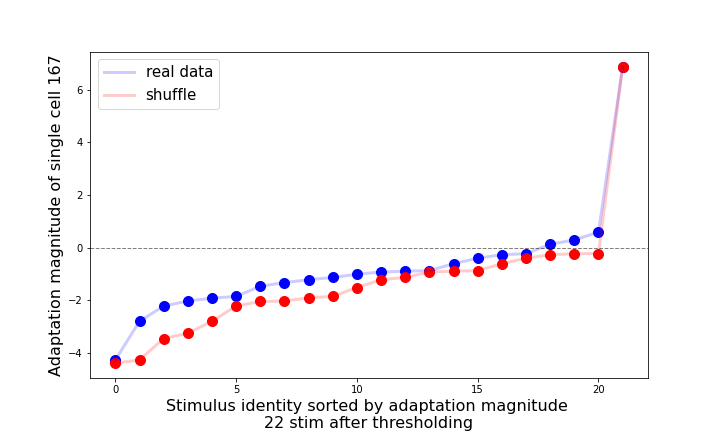 real data
shuffle
Adaptation magnitude of single cell 167
6
4
2
0
−2
−4
0
5
10
15
20
Stimulus identity sorted by adaptation magnitude
22 stim after thresholding